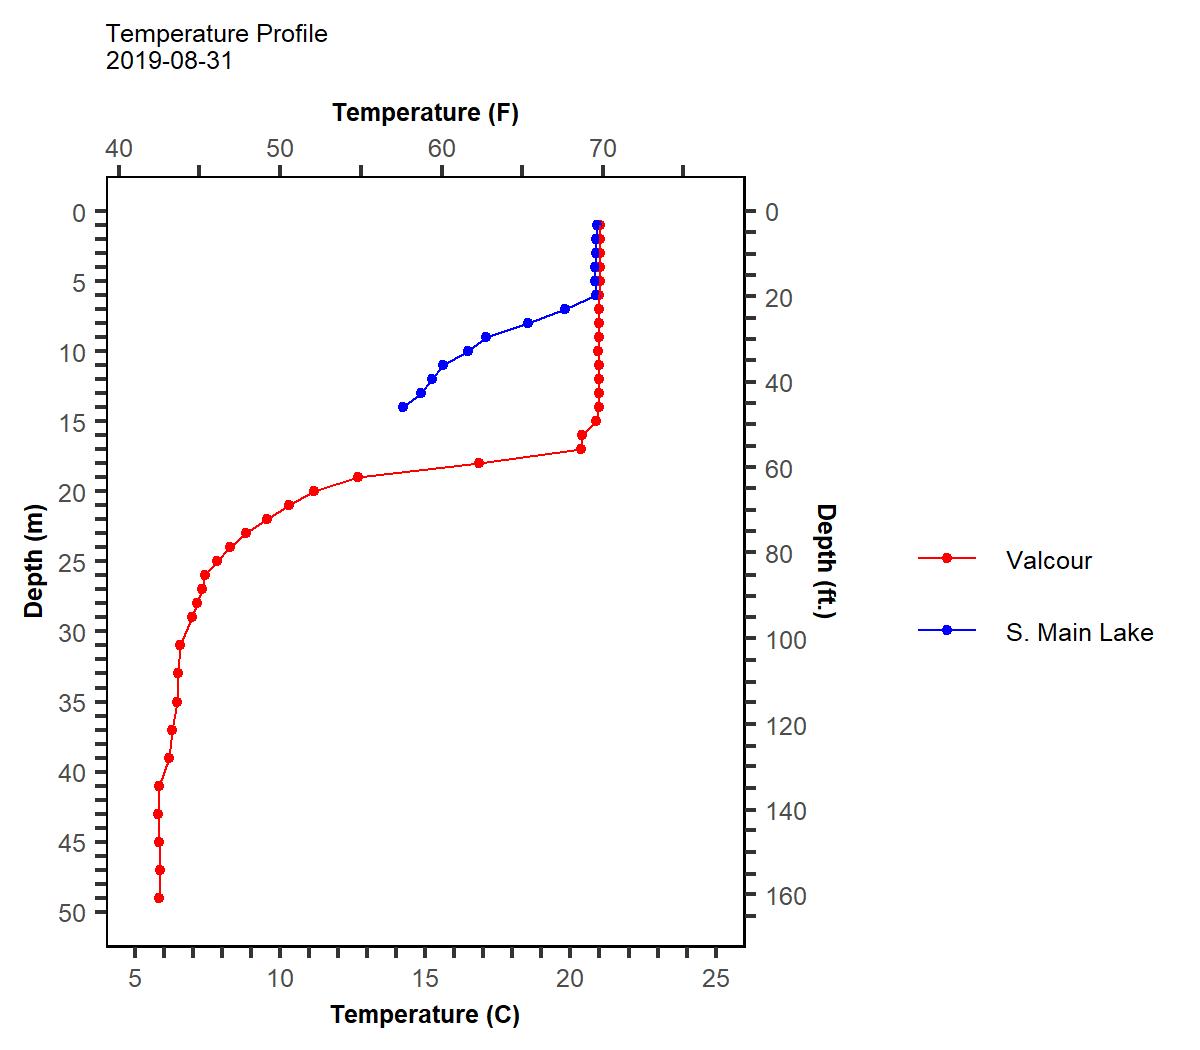 Temperature Profile
2019-08-31
Temperature (F)
40 50 60 70
0 0
5
20
10
40
15
60
20
Depth (m)
Depth (ft.)
25
80
Valcour
30
100
S. Main Lake
35
120
40
140
45
160
50
5 10 15 20 25
Temperature (C)